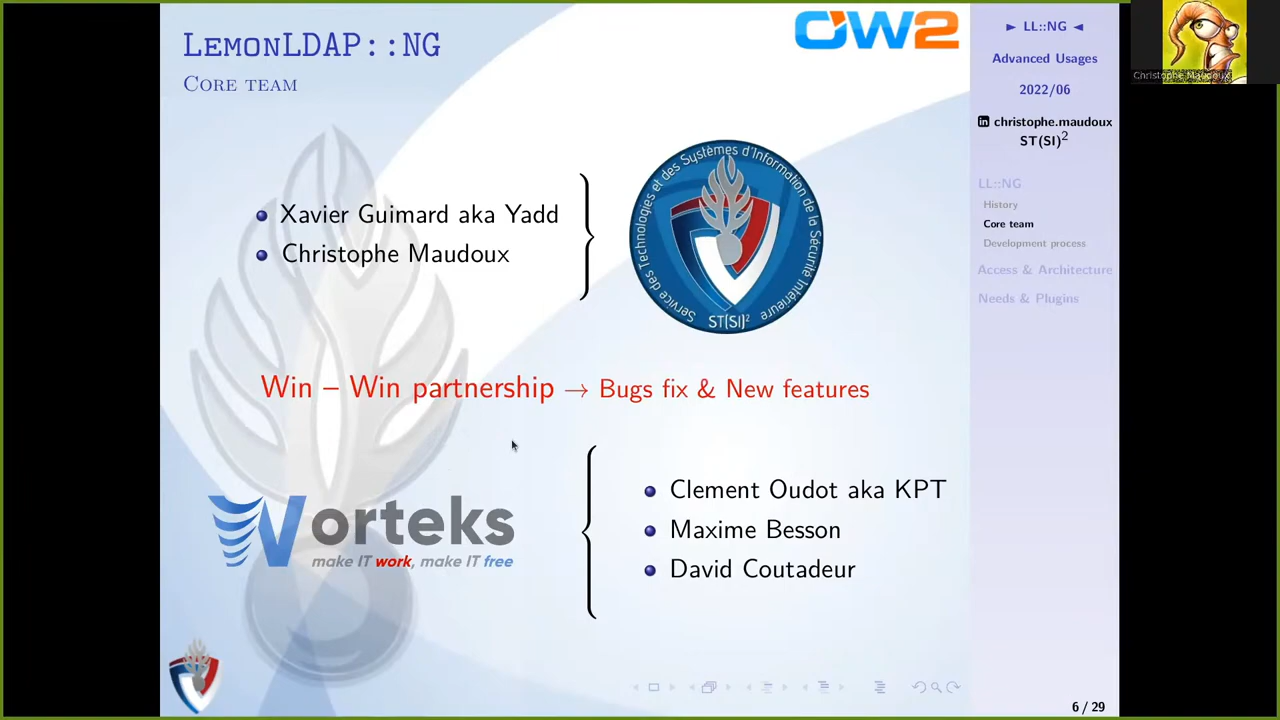 LemonLDAP::NG
Core team
OW2
Xavier Guimard aka Yadd
Christophe Maudoux
Service des Technologies et des Systèmes d'Information de la Sécurité Intérieure
ST(SI)²
Win – Win partnership → Bugs fix & New features
Worteks
make IT work, make IT free
Clement Oudot aka KPT
Maxime Besson
David Coutadeur
► LL::NG ◄
Advanced Usages
2022/06
in christophe.maudoux
ST(SI)²
LL::NG
History
Core team
Development process
Access & Architecture
Needs & Plugins
6 / 29
Christophe Maudoux